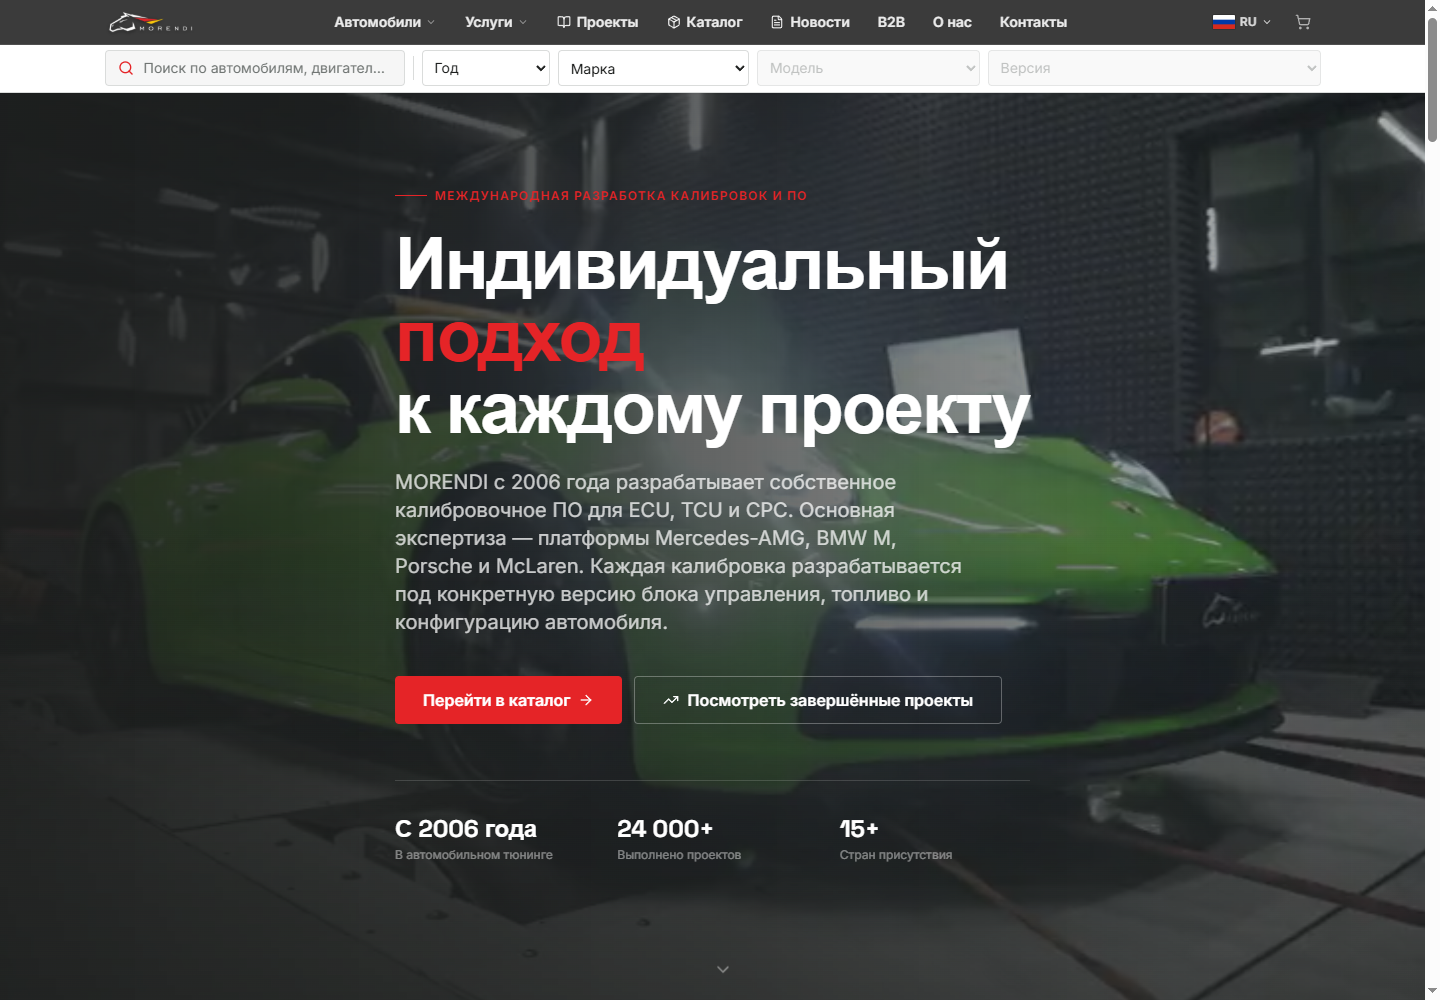 MORENDI
Автомобили
Услуги
Проекты
Каталог
Новости
B2B
О нас
Контакты
RU
Поиск по автомобилям, двигател...
Год
Марка
Модель
Версия
МЕЖДУНАРОДНАЯ РАЗРАБОТКА КАЛИБРОВОК И ПО
Индивидуальный
подход
к каждому проекту
MORENDI с 2006 года разрабатывает собственное
калибровочное ПО для ECU, TCU и CPC. Основная
экспертиза — платформы Mercedes-AMG, BMW M,
Porsche и McLaren. Каждая калибровка разрабатывается
под конкретную версию блока управления, топливо и
конфигурацию автомобиля.
Перейти в каталог
Посмотреть завершённые проекты
С 2006 года
В автомобильном тюнинге
24 000+
Выполнено проектов
15+
Стран присутствия